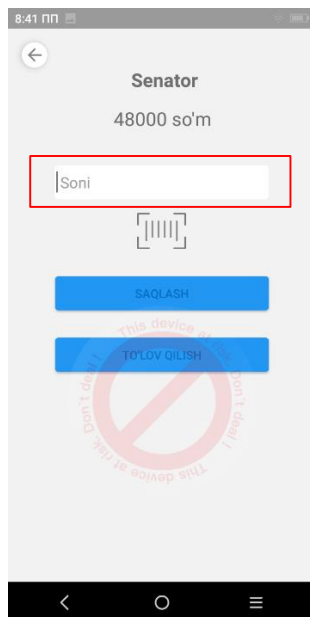 8:41 ПП
Senator
48000 so'm
Soni
SAQLASH
This device at risk. Don't deal !
TO'LOV QILISH
This device at risk. Don't deal !